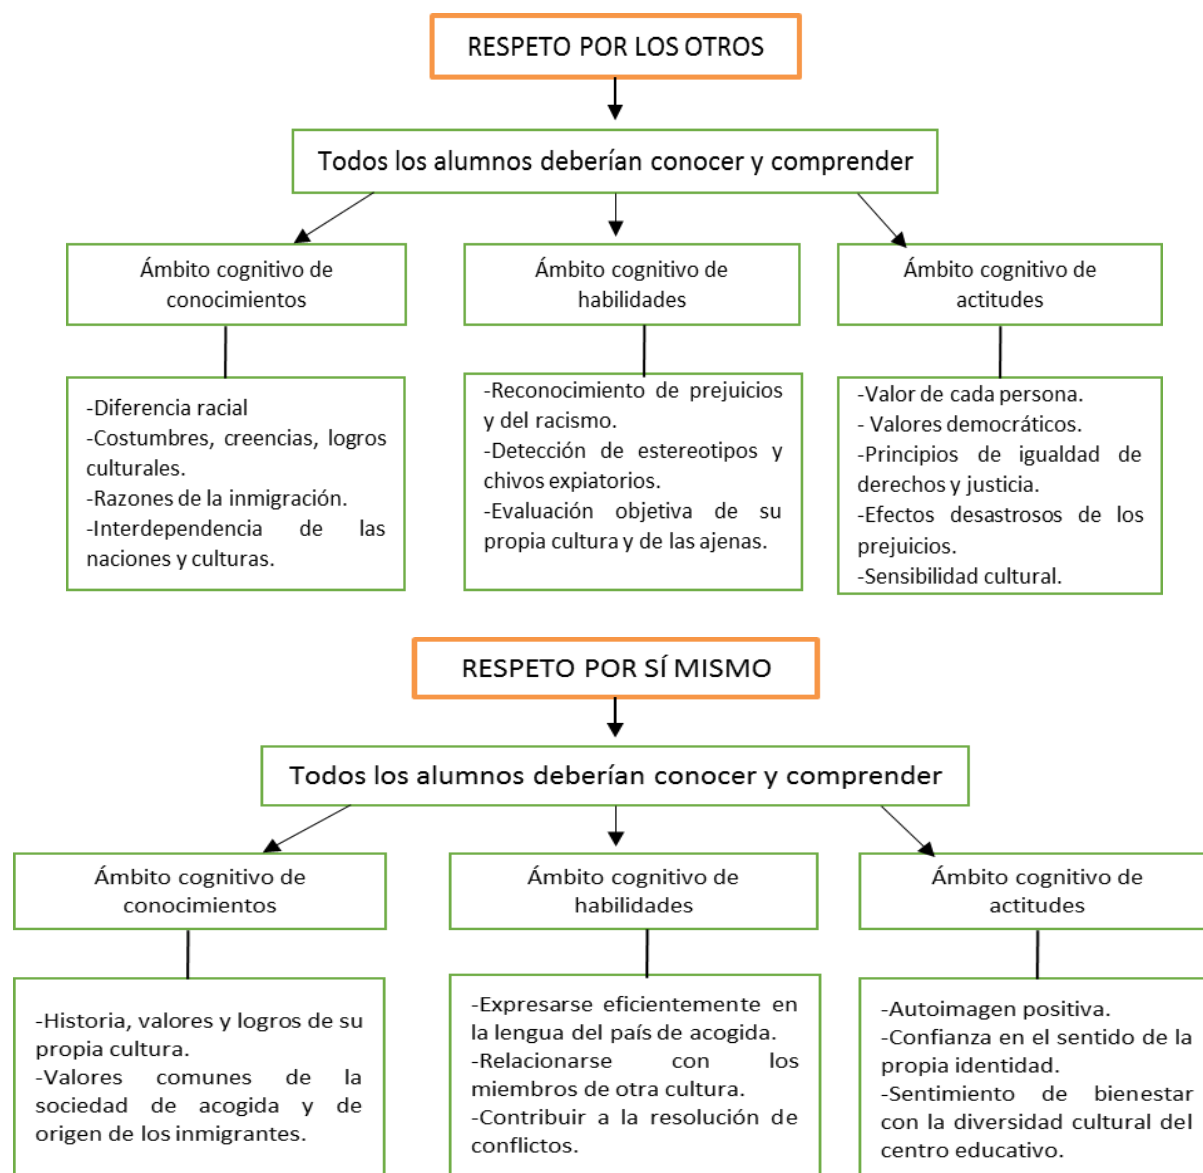 RESPETO POR LOS OTROS
Todos los alumnos deberían conocer y comprender
Ámbito cognitivo de
conocimientos
-Diferencia racial
-Costumbres, creencias, logros
culturales.
-Razones de la inmigración.
-Interdependencia de las
naciones y culturas.
Ámbito cognitivo de
habilidades
-Reconocimiento de prejuicios
y del racismo.
-Detección de estereotipos y
chivos expiatorios.
-Evaluación objetiva de su
propia cultura y de las ajenas.
Ámbito cognitivo de
actitudes
-Valor de cada persona.
- Valores democráticos.
-Principios de igualdad de
derechos y justicia.
-Efectos desastrosos de los
prejuicios.
-Sensibilidad cultural.
RESPETO POR SÍ MISMO
Todos los alumnos deberían conocer y comprender
Ámbito cognitivo de
conocimientos
-Historia, valores y logros de su
propia cultura.
-Valores comunes de la
sociedad de acogida y de
origen de los inmigrantes.
Ámbito cognitivo de
habilidades
-Expresarse eficientemente en
la lengua del país de acogida.
-Relacionarse con los
miembros de otra cultura.
-Contribuir a la resolución de
conflictos.
Ámbito cognitivo de
actitudes
-Autoimagen positiva.
-Confianza en el sentido de la
propia identidad.
-Sentimiento de bienestar
con la diversidad cultural del
centro educativo.